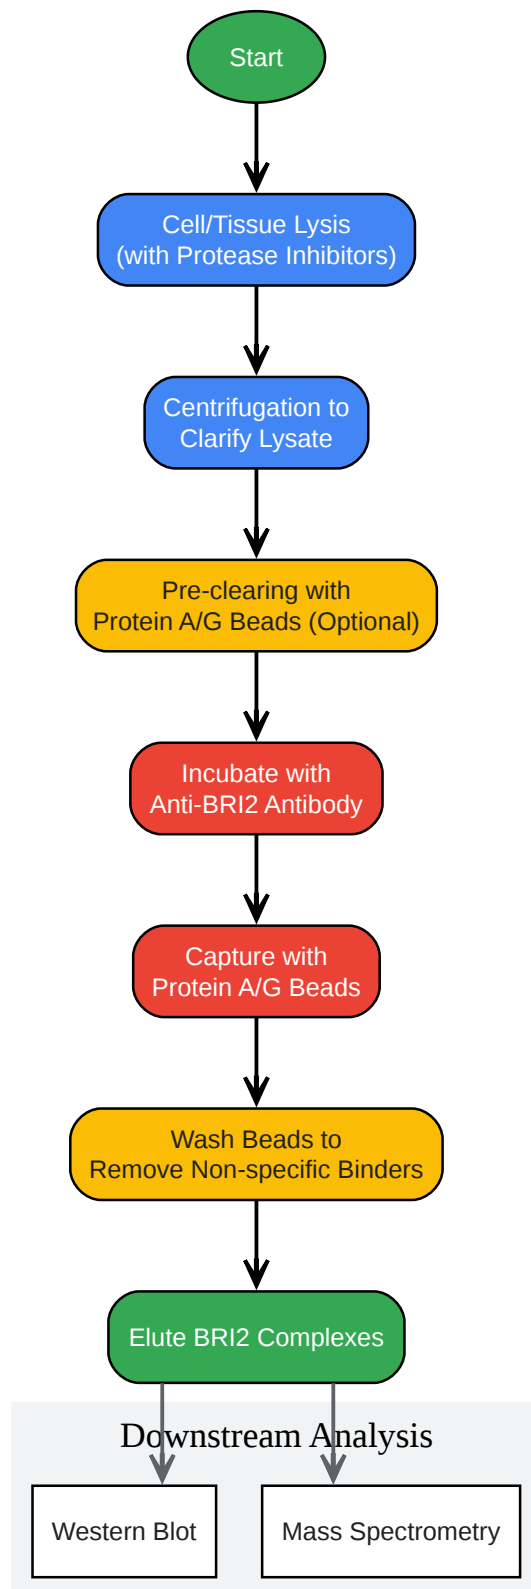 Start
Cell/Tissue Lysis
(with Protease Inhibitors)
Centrifugation to
Clarify Lysate
Pre-clearing with
Protein A/G Beads (Optional)
Incubate with
Anti-BRI2 Antibody
Capture with
Protein A/G Beads
Wash Beads to
Remove Non-specific Binders
Elute BRI2 Complexes
Downstream Analysis
Western Blot
Mass Spectrometry